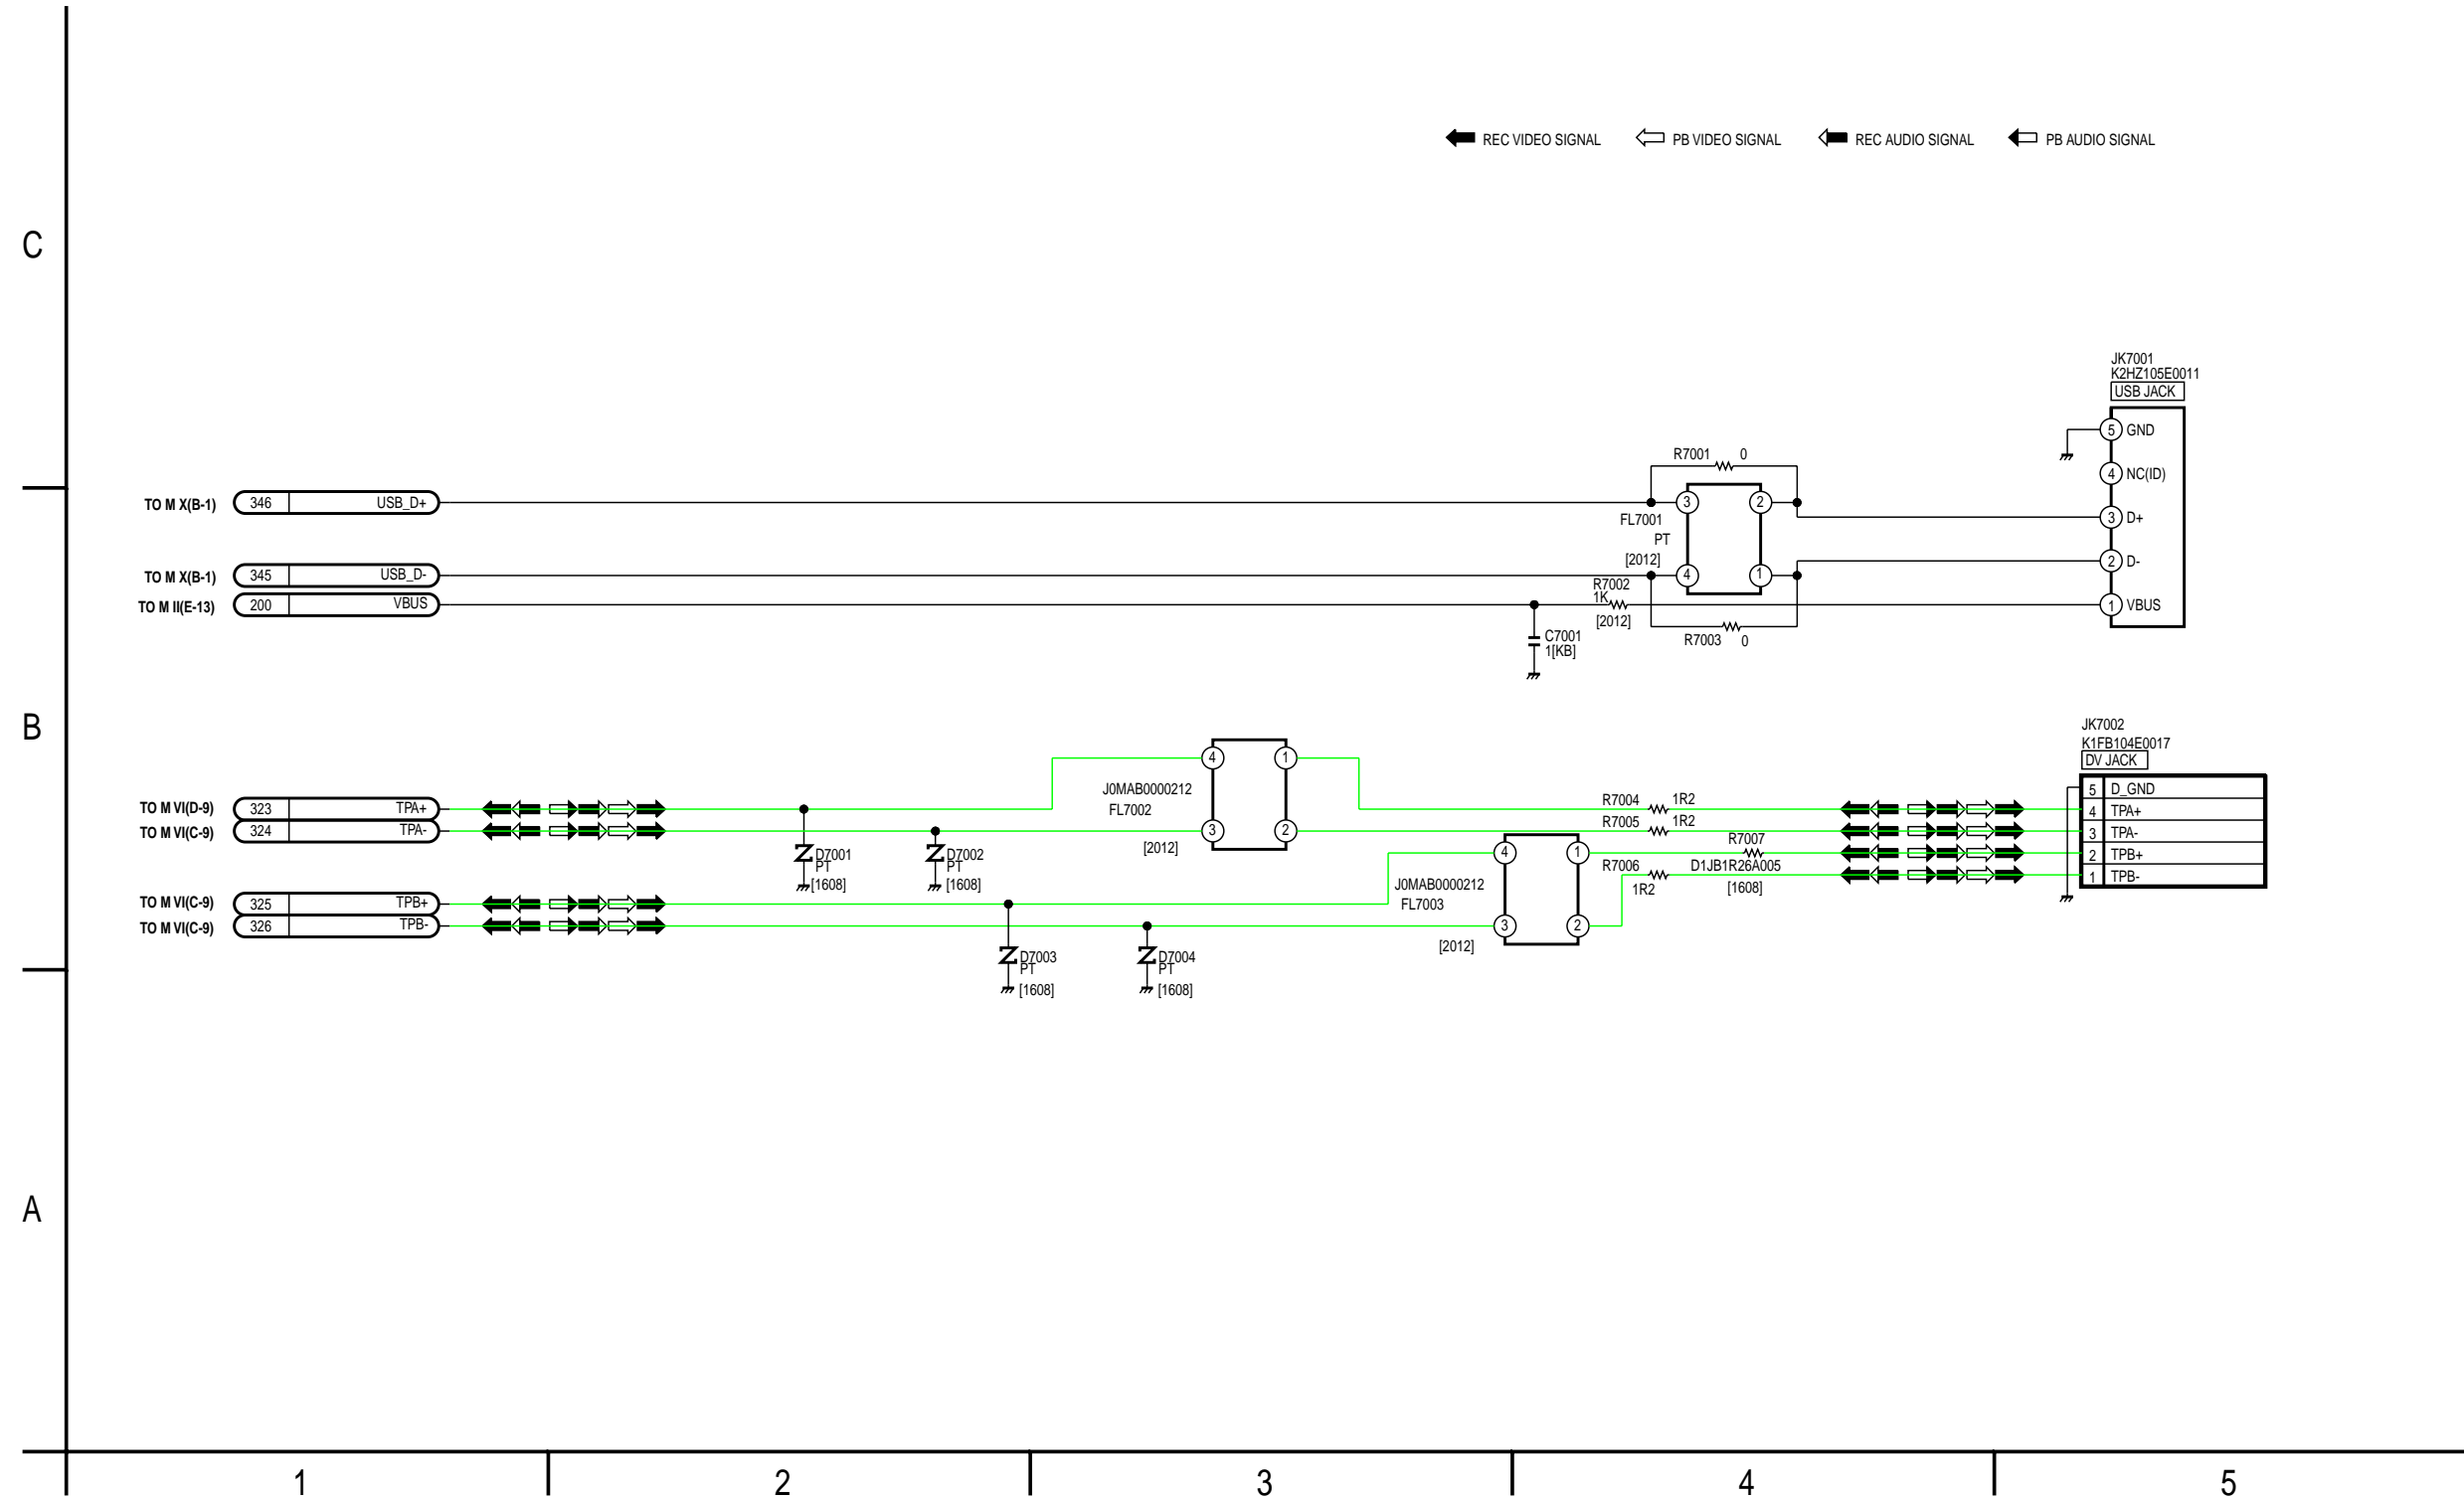 REC VIDEO SIGNAL PB VIDEO SIGNAL REC AUDIO SIGNAL PB AUDIO SIGNAL
C
JK7001
K2HZ105E0011
USB JACK
5 GND
4 NC(ID)
3 D+
2 D-
1 VBUS
R7001 0
TO M X(B-1) 346 USB_D+
3 2
FL7001
PT
[2012]
TO M X(B-1) 345 USB_D-
4 1
R7002
1K
[2012]
TO M II(E-13) 200 VBUS
C7001
1[KB]
R7003 0
B
JK7002
K1FB104E0017
DV JACK
5 D_GND
4 TPA+
3 TPA-
2 TPB+
1 TPB-
4 1
J0MAB0000212
FL7002
3 2
[2012]
TO M VI(D-9) 323 TPA+
TO M VI(C-9) 324 TPA-
R7004 1R2
R7005 1R2
R7007
D7001
PT
[1608]
D7002
PT
[1608]
4 1
R7006 D1JB1R26A005
1R2 [1608]
J0MAB0000212
FL7003
3 2
[2012]
TO M VI(C-9) 325 TPB+
TO M VI(C-9) 326 TPB-
D7003
PT
[1608]
D7004
PT
[1608]
A
1 2 3 4 5